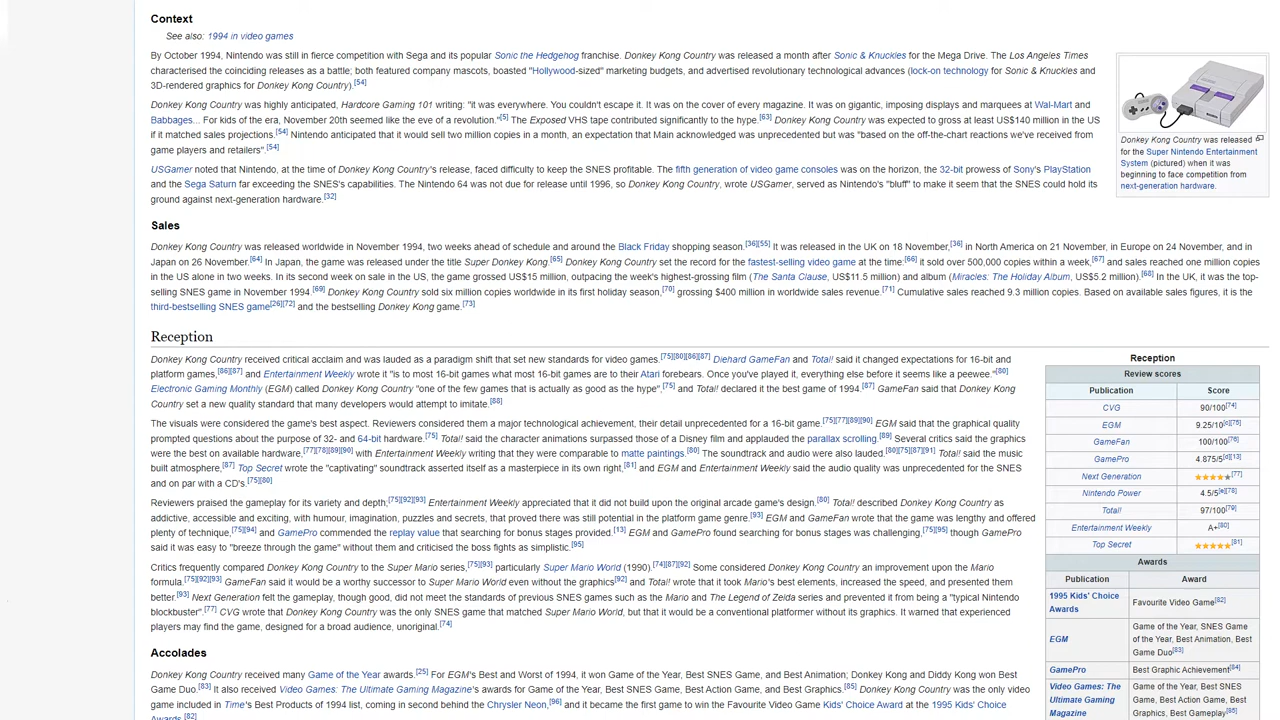 Context
See also: 1994 in video games
By October 1994, Nintendo was still in fierce competition with Sega and its popular Sonic the Hedgehog franchise. Donkey Kong Country was released a month after Sonic & Knuckles for the Mega Drive. The Los Angeles Times
characterised the coinciding releases as a battle; both featured company mascots, boasted "Hollywood-sized" marketing budgets, and advertised revolutionary technological advances (lock-on technology for Sonic & Knuckles and
3D-rendered graphics for Donkey Kong Country).[54]
Donkey Kong Country was highly anticipated, Hardcore Gaming 101 writing: "it was everywhere. You couldn't escape it. It was on the cover of every magazine. It was on gigantic, imposing displays and marquees at Wal-Mart and
Babbages... For kids of the era, November 20th seemed like the eve of a revolution."[5] The Exposed VHS tape contributed significantly to the hype.[63] Donkey Kong Country was expected to gross at least US$140 million in the US
if it matched sales projections.[54] Nintendo anticipated that it would sell two million copies in a month, an expectation that Main acknowledged was unprecedented but was "based on the off-the-chart reactions we've received from
game players and retailers".[54]
USGamer noted that Nintendo, at the time of Donkey Kong Country's release, faced difficulty to keep the SNES profitable. The fifth generation of video game consoles was on the horizon, the 32-bit prowess of Sony's PlayStation
and the Sega Saturn far exceeding the SNES's capabilities. The Nintendo 64 was not due for release until 1996, so Donkey Kong Country, wrote USGamer, served as Nintendo's "bluff" to make it seem that the SNES could hold its
ground against next-generation hardware.[32]
Donkey Kong Country was released
for the Super Nintendo Entertainment
System (pictured) when it was
beginning to face competition from
next-generation hardware.
Sales
Donkey Kong Country was released worldwide in November 1994, two weeks ahead of schedule and around the Black Friday shopping season.[36][55] It was released in the UK on 18 November,[36] in North America on 21 November, in Europe on 24 November, and in
Japan on 26 November.[64] In Japan, the game was released under the title Super Donkey Kong.[65] Donkey Kong Country set the record for the fastest-selling video game at the time:[66] it sold over 500,000 copies within a week,[67] and sales reached one million copies
in the US alone in two weeks. In its second week on sale in the US, the game grossed US$15 million, outpacing the week's highest-grossing film (The Santa Clause, US$11.5 million) and album (Miracles: The Holiday Album, US$5.2 million).[68] In the UK, it was the top-
selling SNES game in November 1994.[69] Donkey Kong Country sold six million copies worldwide in its first holiday season,[70] grossing $400 million in worldwide sales revenue.[71] Cumulative sales reached 9.3 million copies. Based on available sales figures, it is the
third-bestselling SNES game[26][72] and the bestselling Donkey Kong game.[73]
Reception
Donkey Kong Country received critical acclaim and was lauded as a paradigm shift that set new standards for video games.[75][80][86][87] Diehard GameFan and Total! said it changed expectations for 16-bit and
platform games,[86][87] and Entertainment Weekly wrote it "is to most 16-bit games what most 16-bit games are to their Atari forebears. Once you've played it, everything else before it seems like a peewee."[80]
Electronic Gaming Monthly (EGM) called Donkey Kong Country "one of the few games that is actually as good as the hype",[75] and Total! declared it the best game of 1994.[87] GameFan said that Donkey Kong
Country set a new quality standard that many developers would attempt to imitate.[88]
The visuals were considered the game's best aspect. Reviewers considered them a major technological achievement, their detail unprecedented for a 16-bit game.[75][77][89][90] EGM said that the graphical quality
prompted questions about the purpose of 32- and 64-bit hardware.[75] Total! said the character animations surpassed those of a Disney film and applauded the parallax scrolling.[89] Several critics said the graphics
were the best on available hardware,[77][78][89][90] with Entertainment Weekly writing that they were comparable to matte paintings.[80] The soundtrack and audio were also lauded.[80][75][87][91] Total! said the music
built atmosphere,[87] Top Secret wrote the "captivating" soundtrack asserted itself as a masterpiece in its own right,[81] and EGM and Entertainment Weekly said the audio quality was unprecedented for the SNES
and on par with a CD's.[75][80]
Reviewers praised the gameplay for its variety and depth;[75][92][93] Entertainment Weekly appreciated that it did not build upon the original arcade game's design.[80] Total! described Donkey Kong Country as
addictive, accessible and exciting, with humour, imagination, puzzles and secrets, that proved there was still potential in the platform game genre.[93] EGM and GameFan wrote that the game was lengthy and offered
plenty of technique,[75][94] and GamePro commended the replay value that searching for bonus stages provided.[13] EGM and GamePro found searching for bonus stages was challenging,[75][95] though GamePro
said it was easy to "breeze through the game" without them and criticised the boss fights as simplistic.[95]
Critics frequently compared Donkey Kong Country to the Super Mario series,[75][93] particularly Super Mario World (1990).[74][87][92] Some considered Donkey Kong Country an improvement upon the Mario
formula.[75][92][93] GameFan said it would be a worthy successor to Super Mario World even without the graphics[92] and Total! wrote that it took Mario's best elements, increased the speed, and presented them
better.[93] Next Generation felt the gameplay, though good, did not meet the standards of previous SNES games such as the Mario and The Legend of Zelda series and prevented it from being a "typical Nintendo
blockbuster".[77] CVG wrote that Donkey Kong Country was the only SNES game that matched Super Mario World, but that it would be a conventional platformer without its graphics. It warned that experienced
players may find the game, designed for a broad audience, unoriginal.[74]
Accolades
Donkey Kong Country received many Game of the Year awards.[25] For EGM's Best and Worst of 1994, it won Game of the Year, Best SNES Game, and Best Animation; Donkey Kong and Diddy Kong won Best
Game Duo.[83] It also received Video Games: The Ultimate Gaming Magazine's awards for Game of the Year, Best SNES Game, Best Action Game, and Best Graphics.[85] Donkey Kong Country was the only video
game included in Time's Best Products of 1994 list, coming in second behind the Chrysler Neon,[96] and it became the first game to win the Favourite Video Game Kids' Choice Award at the 1995 Kids' Choice
Awards.[82]
Reception
Review scores
Publication Score
CVG 90/100[74]
EGM 9.25/10[c][75]
GameFan 100/100[76]
GamePro 4.875/5[d][13]
Next Generation ★★★★★[77]
Nintendo Power 4.5/5[e][78]
Total! 97/100[79]
Entertainment Weekly A+[80]
Top Secret ★★★★★[81]
Awards
Publication Award
1995 Kids' Choice
Awards Favourite Video Game[82]
EGM Game of the Year, SNES Game
of the Year, Best Animation, Best
Game Duo[83]
GamePro Best Graphic Achievement[84]
Video Games: The
Ultimate Gaming
Magazine Game of the Year, Best SNES
Game, Best Action Game, Best
Graphics, Best Gameplay[85]